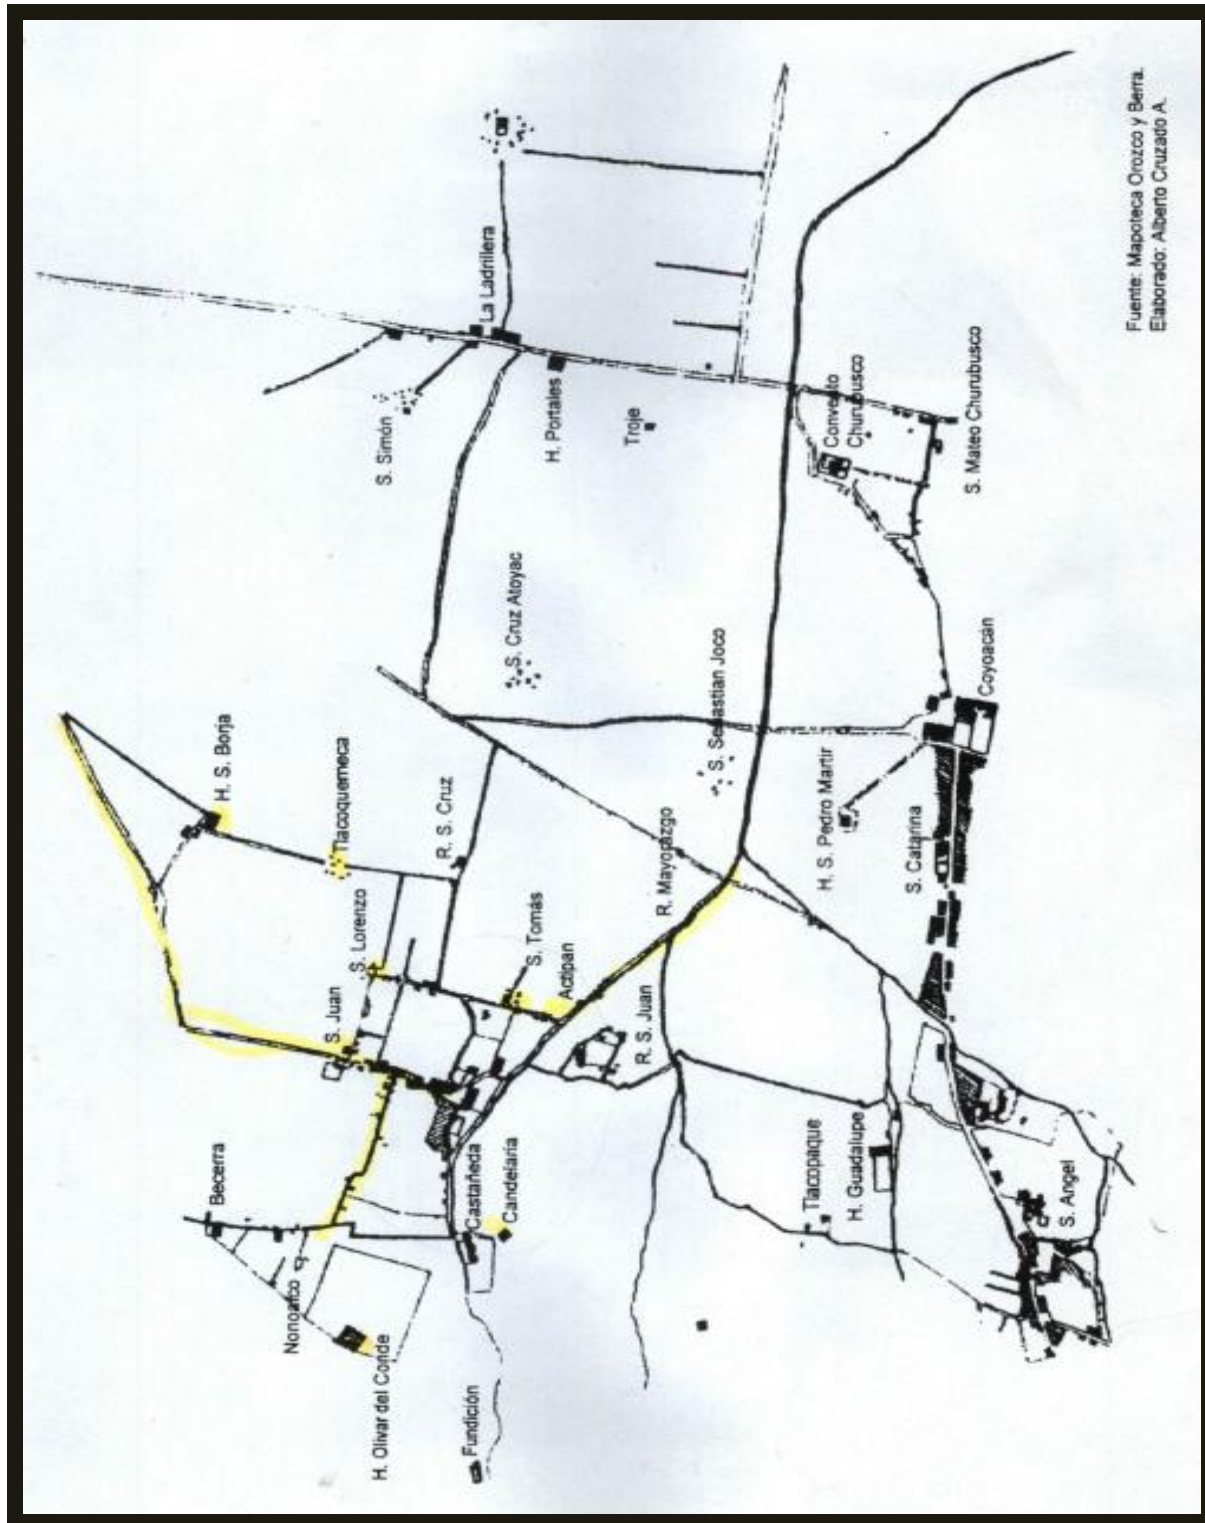 Becerra
Nonoalco
H. Olivar del Conde
Fundición
Castañeda
Candelaria
S. Juan
S. Lorenzo
H. S. Borja
Tlacoquemeca
R. S. Cruz
S. Tomás
Actipan
R. S. Juan
R. Mayorazgo
S. Simón
La Ladrillera
H. Portales
Troje
S. Cruz Atoyac
S. Sebastian Joco
H. S. Pedro Martir
S. Catarina
Coyoacán
Convento
Churubusco
S. Mateo Churubusco
Tlacopaque
H. Guadalupe
S. Angel
Fuente: Mapoteca Orozco y Berra.
Elaborado: Alberto Cruzado A.